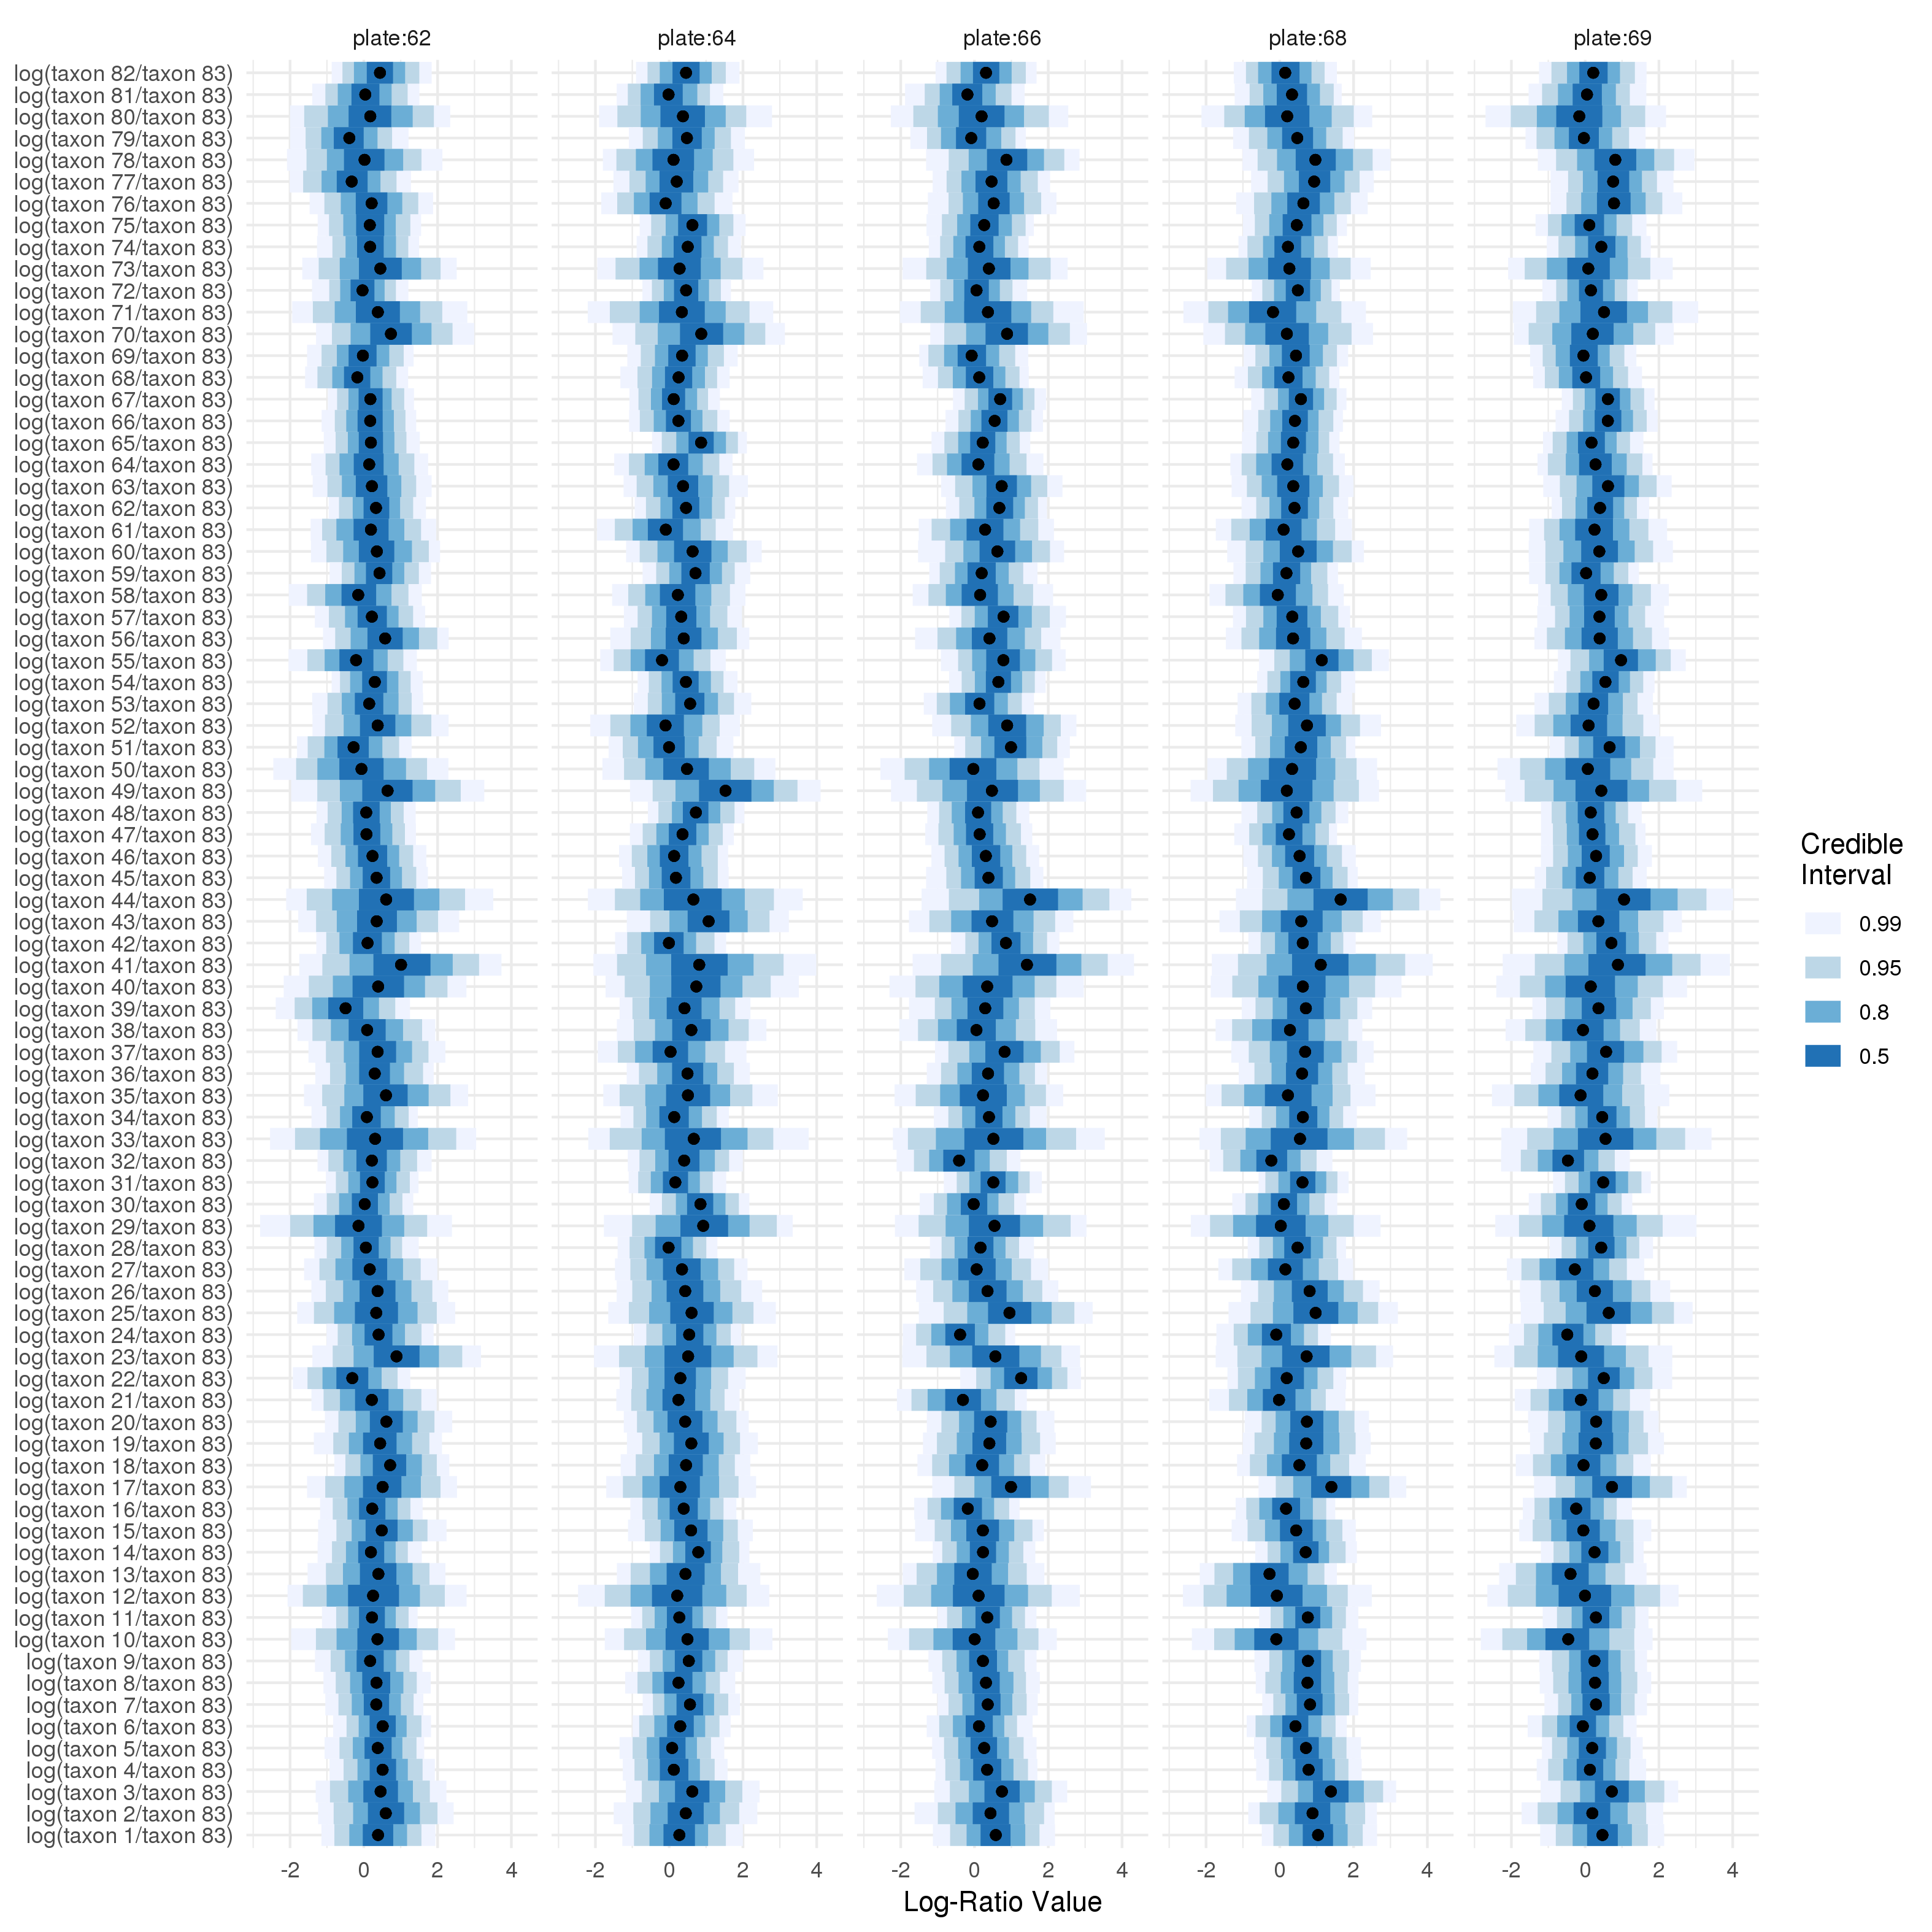 plate:62 plate:64 plate:66 plate:68 plate:69
log(taxon 82/taxon 83)
log(taxon 81/taxon 83)
log(taxon 80/taxon 83)
log(taxon 79/taxon 83)
log(taxon 78/taxon 83)
log(taxon 77/taxon 83)
log(taxon 76/taxon 83)
log(taxon 75/taxon 83)
log(taxon 74/taxon 83)
log(taxon 73/taxon 83)
log(taxon 72/taxon 83)
log(taxon 71/taxon 83)
log(taxon 70/taxon 83)
log(taxon 69/taxon 83)
log(taxon 68/taxon 83)
log(taxon 67/taxon 83)
log(taxon 66/taxon 83)
log(taxon 65/taxon 83)
log(taxon 64/taxon 83)
log(taxon 63/taxon 83)
log(taxon 62/taxon 83)
log(taxon 61/taxon 83)
log(taxon 60/taxon 83)
log(taxon 59/taxon 83)
log(taxon 58/taxon 83)
log(taxon 57/taxon 83)
log(taxon 56/taxon 83)
log(taxon 55/taxon 83)
log(taxon 54/taxon 83)
log(taxon 53/taxon 83)
log(taxon 52/taxon 83)
log(taxon 51/taxon 83)
log(taxon 50/taxon 83)
log(taxon 49/taxon 83)
log(taxon 48/taxon 83)
log(taxon 47/taxon 83)
log(taxon 46/taxon 83)
log(taxon 45/taxon 83)
log(taxon 44/taxon 83)
log(taxon 43/taxon 83)
log(taxon 42/taxon 83)
log(taxon 41/taxon 83)
log(taxon 40/taxon 83)
log(taxon 39/taxon 83)
log(taxon 38/taxon 83)
log(taxon 37/taxon 83)
log(taxon 36/taxon 83)
log(taxon 35/taxon 83)
log(taxon 34/taxon 83)
log(taxon 33/taxon 83)
log(taxon 32/taxon 83)
log(taxon 31/taxon 83)
log(taxon 30/taxon 83)
log(taxon 29/taxon 83)
log(taxon 28/taxon 83)
log(taxon 27/taxon 83)
log(taxon 26/taxon 83)
log(taxon 25/taxon 83)
log(taxon 24/taxon 83)
log(taxon 23/taxon 83)
log(taxon 22/taxon 83)
log(taxon 21/taxon 83)
log(taxon 20/taxon 83)
log(taxon 19/taxon 83)
log(taxon 18/taxon 83)
log(taxon 17/taxon 83)
log(taxon 16/taxon 83)
log(taxon 15/taxon 83)
log(taxon 14/taxon 83)
log(taxon 13/taxon 83)
log(taxon 12/taxon 83)
log(taxon 11/taxon 83)
log(taxon 10/taxon 83)
log(taxon 9/taxon 83)
log(taxon 8/taxon 83)
log(taxon 7/taxon 83)
log(taxon 6/taxon 83)
log(taxon 5/taxon 83)
log(taxon 4/taxon 83)
log(taxon 3/taxon 83)
log(taxon 2/taxon 83)
log(taxon 1/taxon 83)
-2 0 2 4 -2 0 2 4 -2 0 2 4 -2 0 2 4 -2 0 2 4
Log-Ratio Value
Credible
Interval
0.99
0.95
0.8
0.5